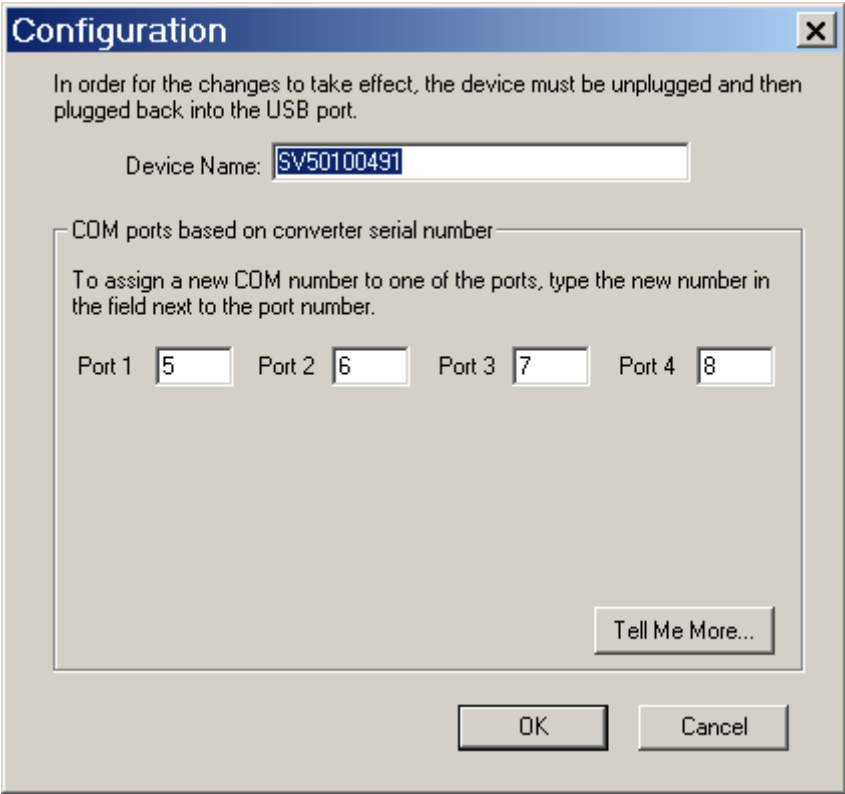 Configuration
In order for the changes to take effect, the device must be unplugged and then
plugged back into the USB port.
Device Name: SV50100491
COM ports based on converter serial number
To assign a new COM number to one of the ports, type the new number in
the field next to the port number.
Port 1 5 Port 2 6 Port 3 7 Port 4 8
Tell Me More...
OK Cancel